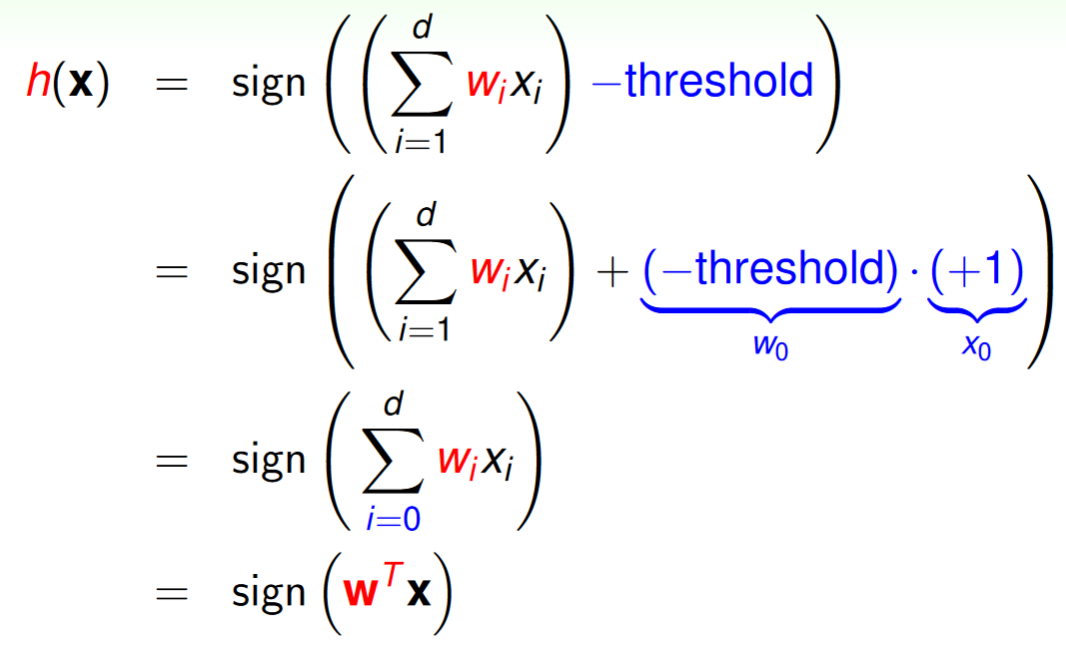 h(x) = sign ( ( ∑_{i=1}^{d} w_i x_i ) −threshold )
= sign ( ( ∑_{i=1}^{d} w_i x_i ) + (−threshold)_{w_0} · (+1)_{x_0} )
= sign ( ∑_{i=0}^{d} w_i x_i )
= sign ( w^T x )